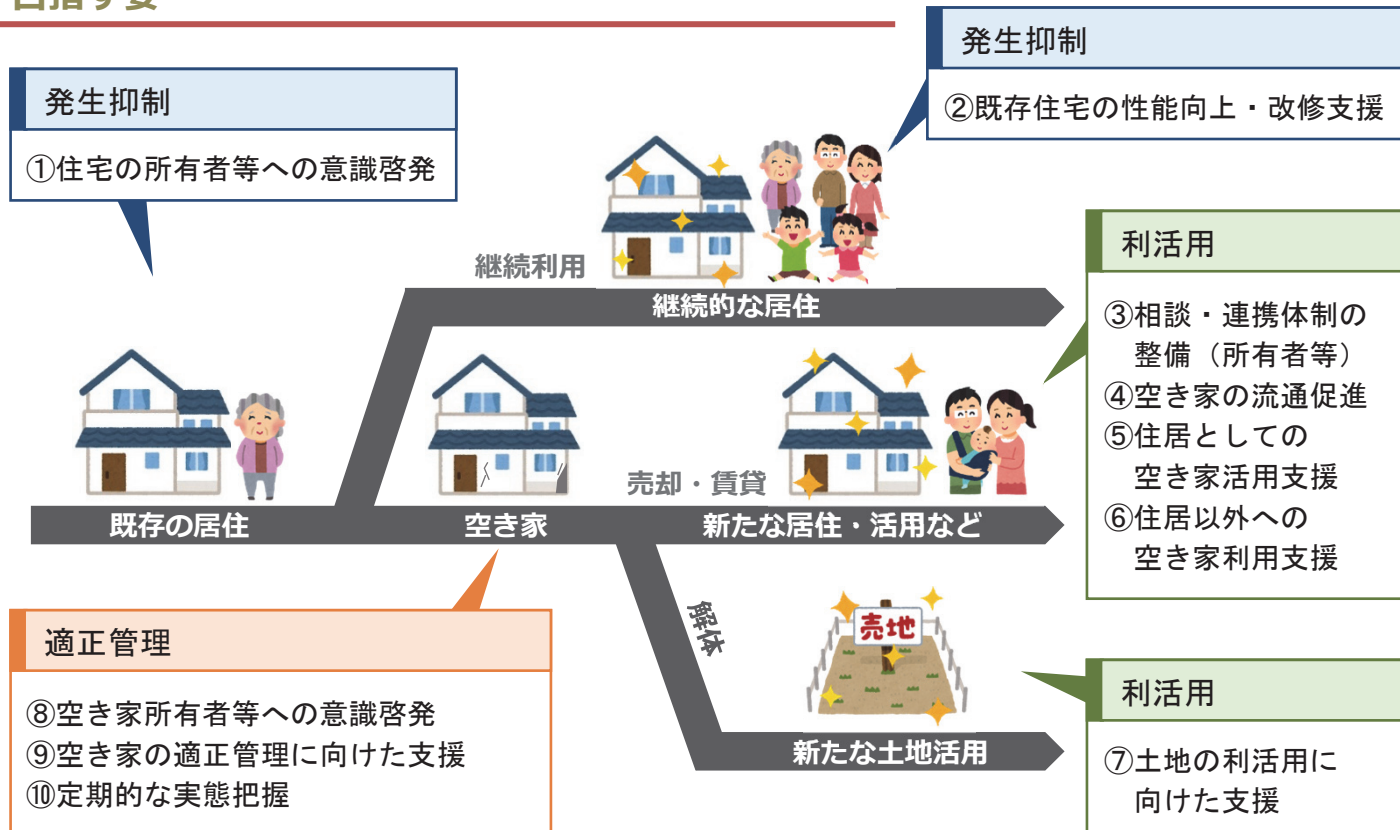 目指す姿
発生抑制
①住宅の所有者等への意識啓発
発生抑制
②既存住宅の性能向上・改修支援
継続利用
継続的な居住
利活用
③相談・連携体制の
整備（所有者等）
④空き家の流通促進
⑤住居としての
空き家活用支援
⑥住居以外への
空き家利用支援
既存の居住
空き家
売却・賃貸
新たな居住・活用など
解体
売地
新たな土地活用
適正管理
⑧空き家所有者等への意識啓発
⑨空き家の適正管理に向けた支援
⑩定期的な実態把握
利活用
⑦土地の利活用に
向けた支援